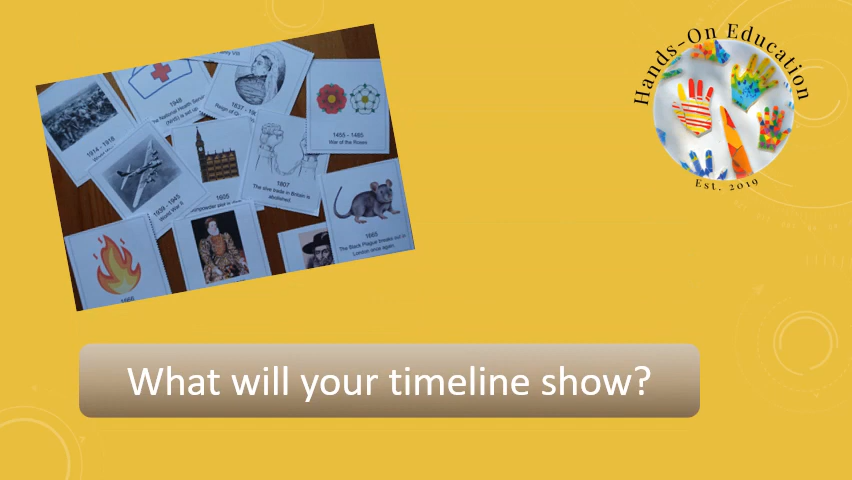 Hands-On Education
Est. 2019
1948
The National Health Serv
(NHS) is set up
1837 - 19
Reign of Q
1455 - 1485
War of the Roses
1914 - 1918
1939 - 1945
World War II
1605
1807
The slave trade in Britain is
abolished.
1665
The Black Plague breaks out in
London once again.
1666
What will your timeline show?